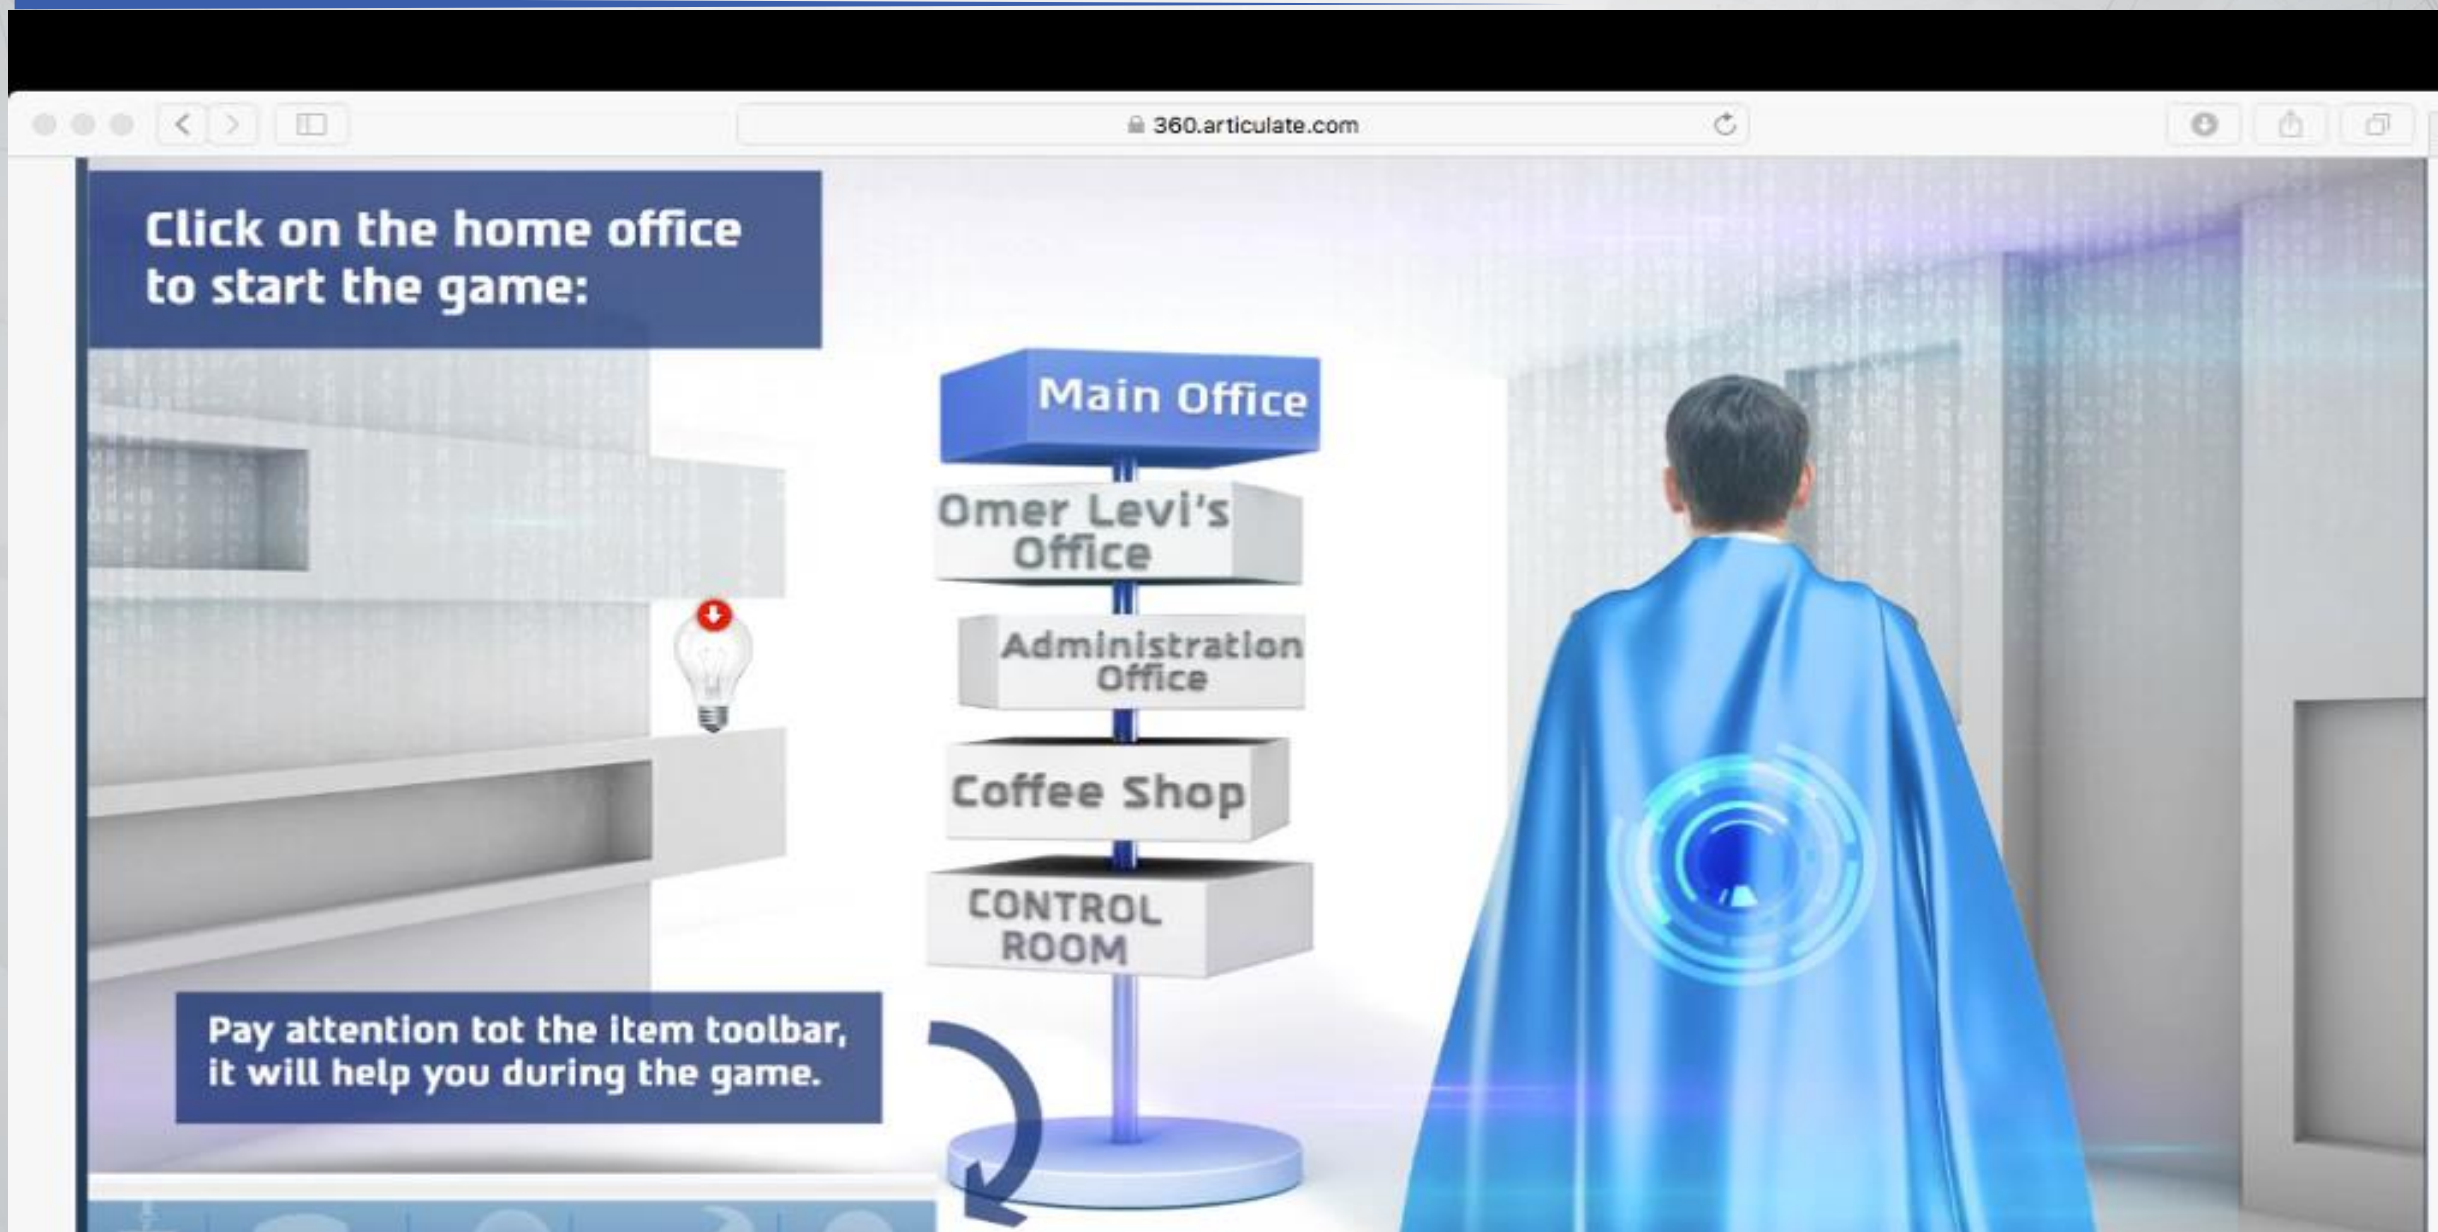 360.articulate.com
Click on the home office
to start the game:
Main Office
Omer Levi's
Office
Administration
Office
Coffee Shop
CONTROL
ROOM
Pay attention tot the item toolbar,
it will help you during the game.